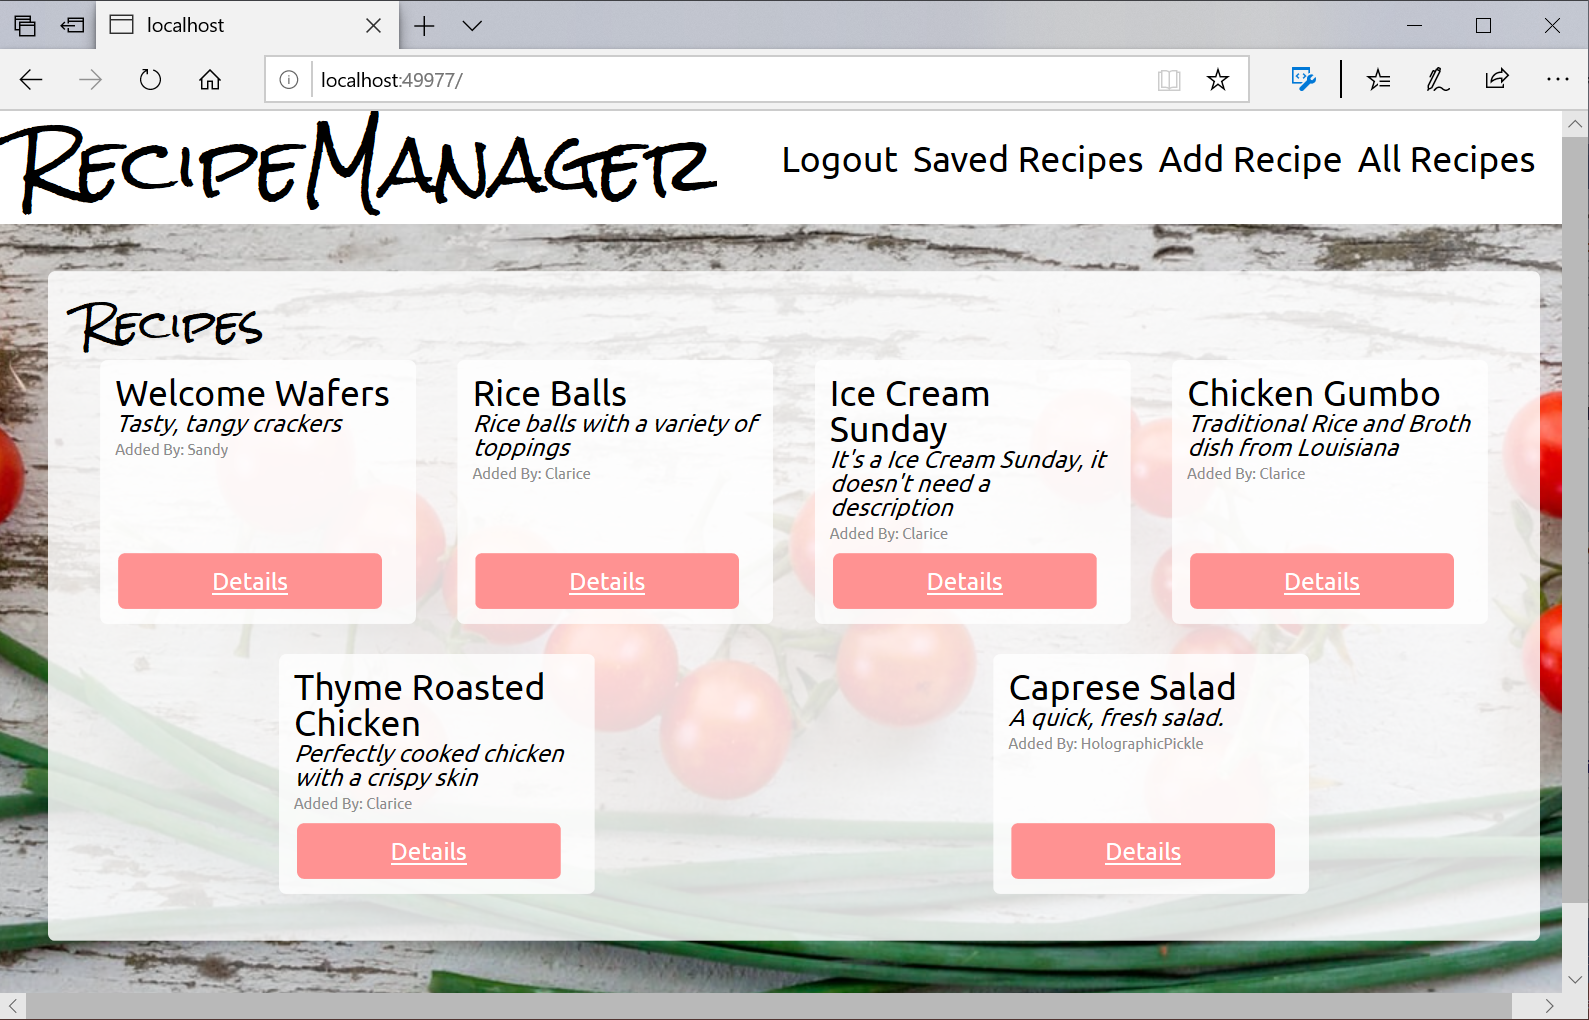 localhost
localhost:49977/
RecipeManager
Logout Saved Recipes Add Recipe All Recipes
Recipes
Welcome Wafers
Tasty, tangy crackers
Added By: Sandy
Details
Rice Balls
Rice balls with a variety of
toppings
Added By: Clarice
Details
Ice Cream
Sunday
It's a Ice Cream Sunday, it
doesn't need a
description
Added By: Clarice
Details
Chicken Gumbo
Traditional Rice and Broth
dish from Louisiana
Added By: Clarice
Details
Thyme Roasted
Chicken
Perfectly cooked chicken
with a crispy skin
Added By: Clarice
Details
Caprese Salad
A quick, fresh salad.
Added By: HolographicPickle
Details